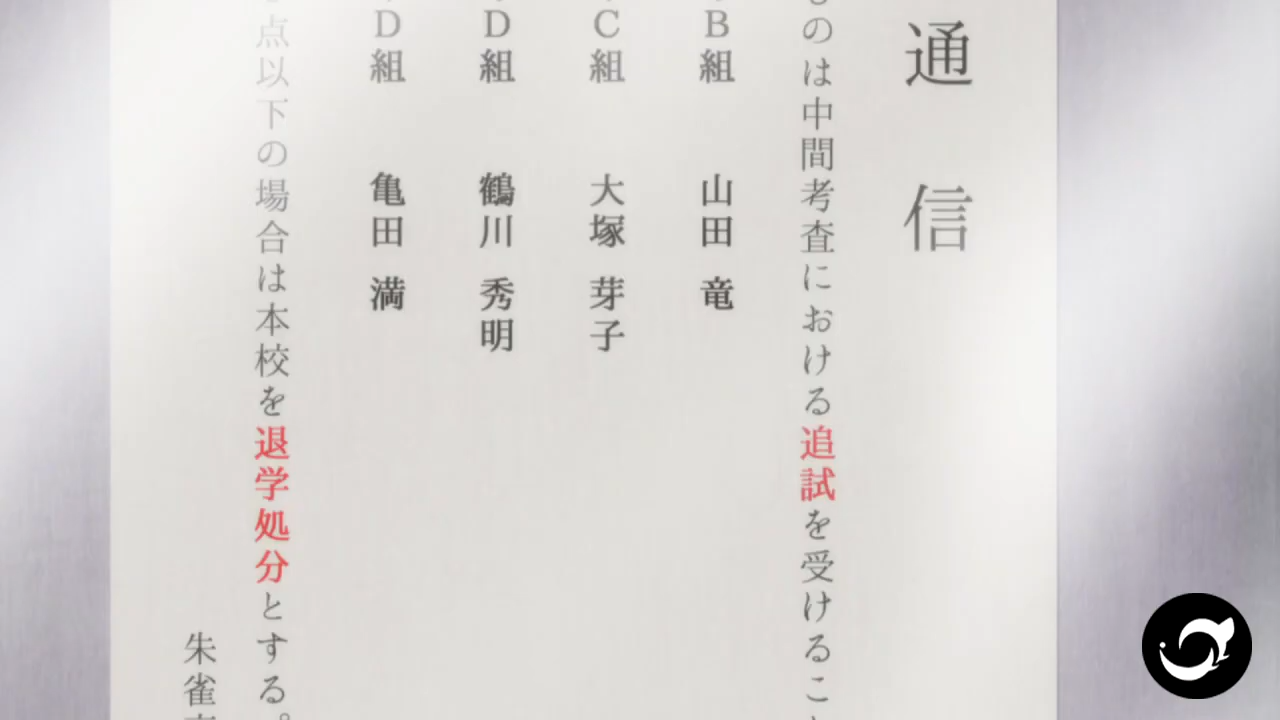 通信
のは中間考査における追試を受けるこ
B組 山田 竜
C組 大塚 芽子
D組 鶴川 秀明
D組 亀田 満
点以下の場合は本校を退学処分とする。
朱雀